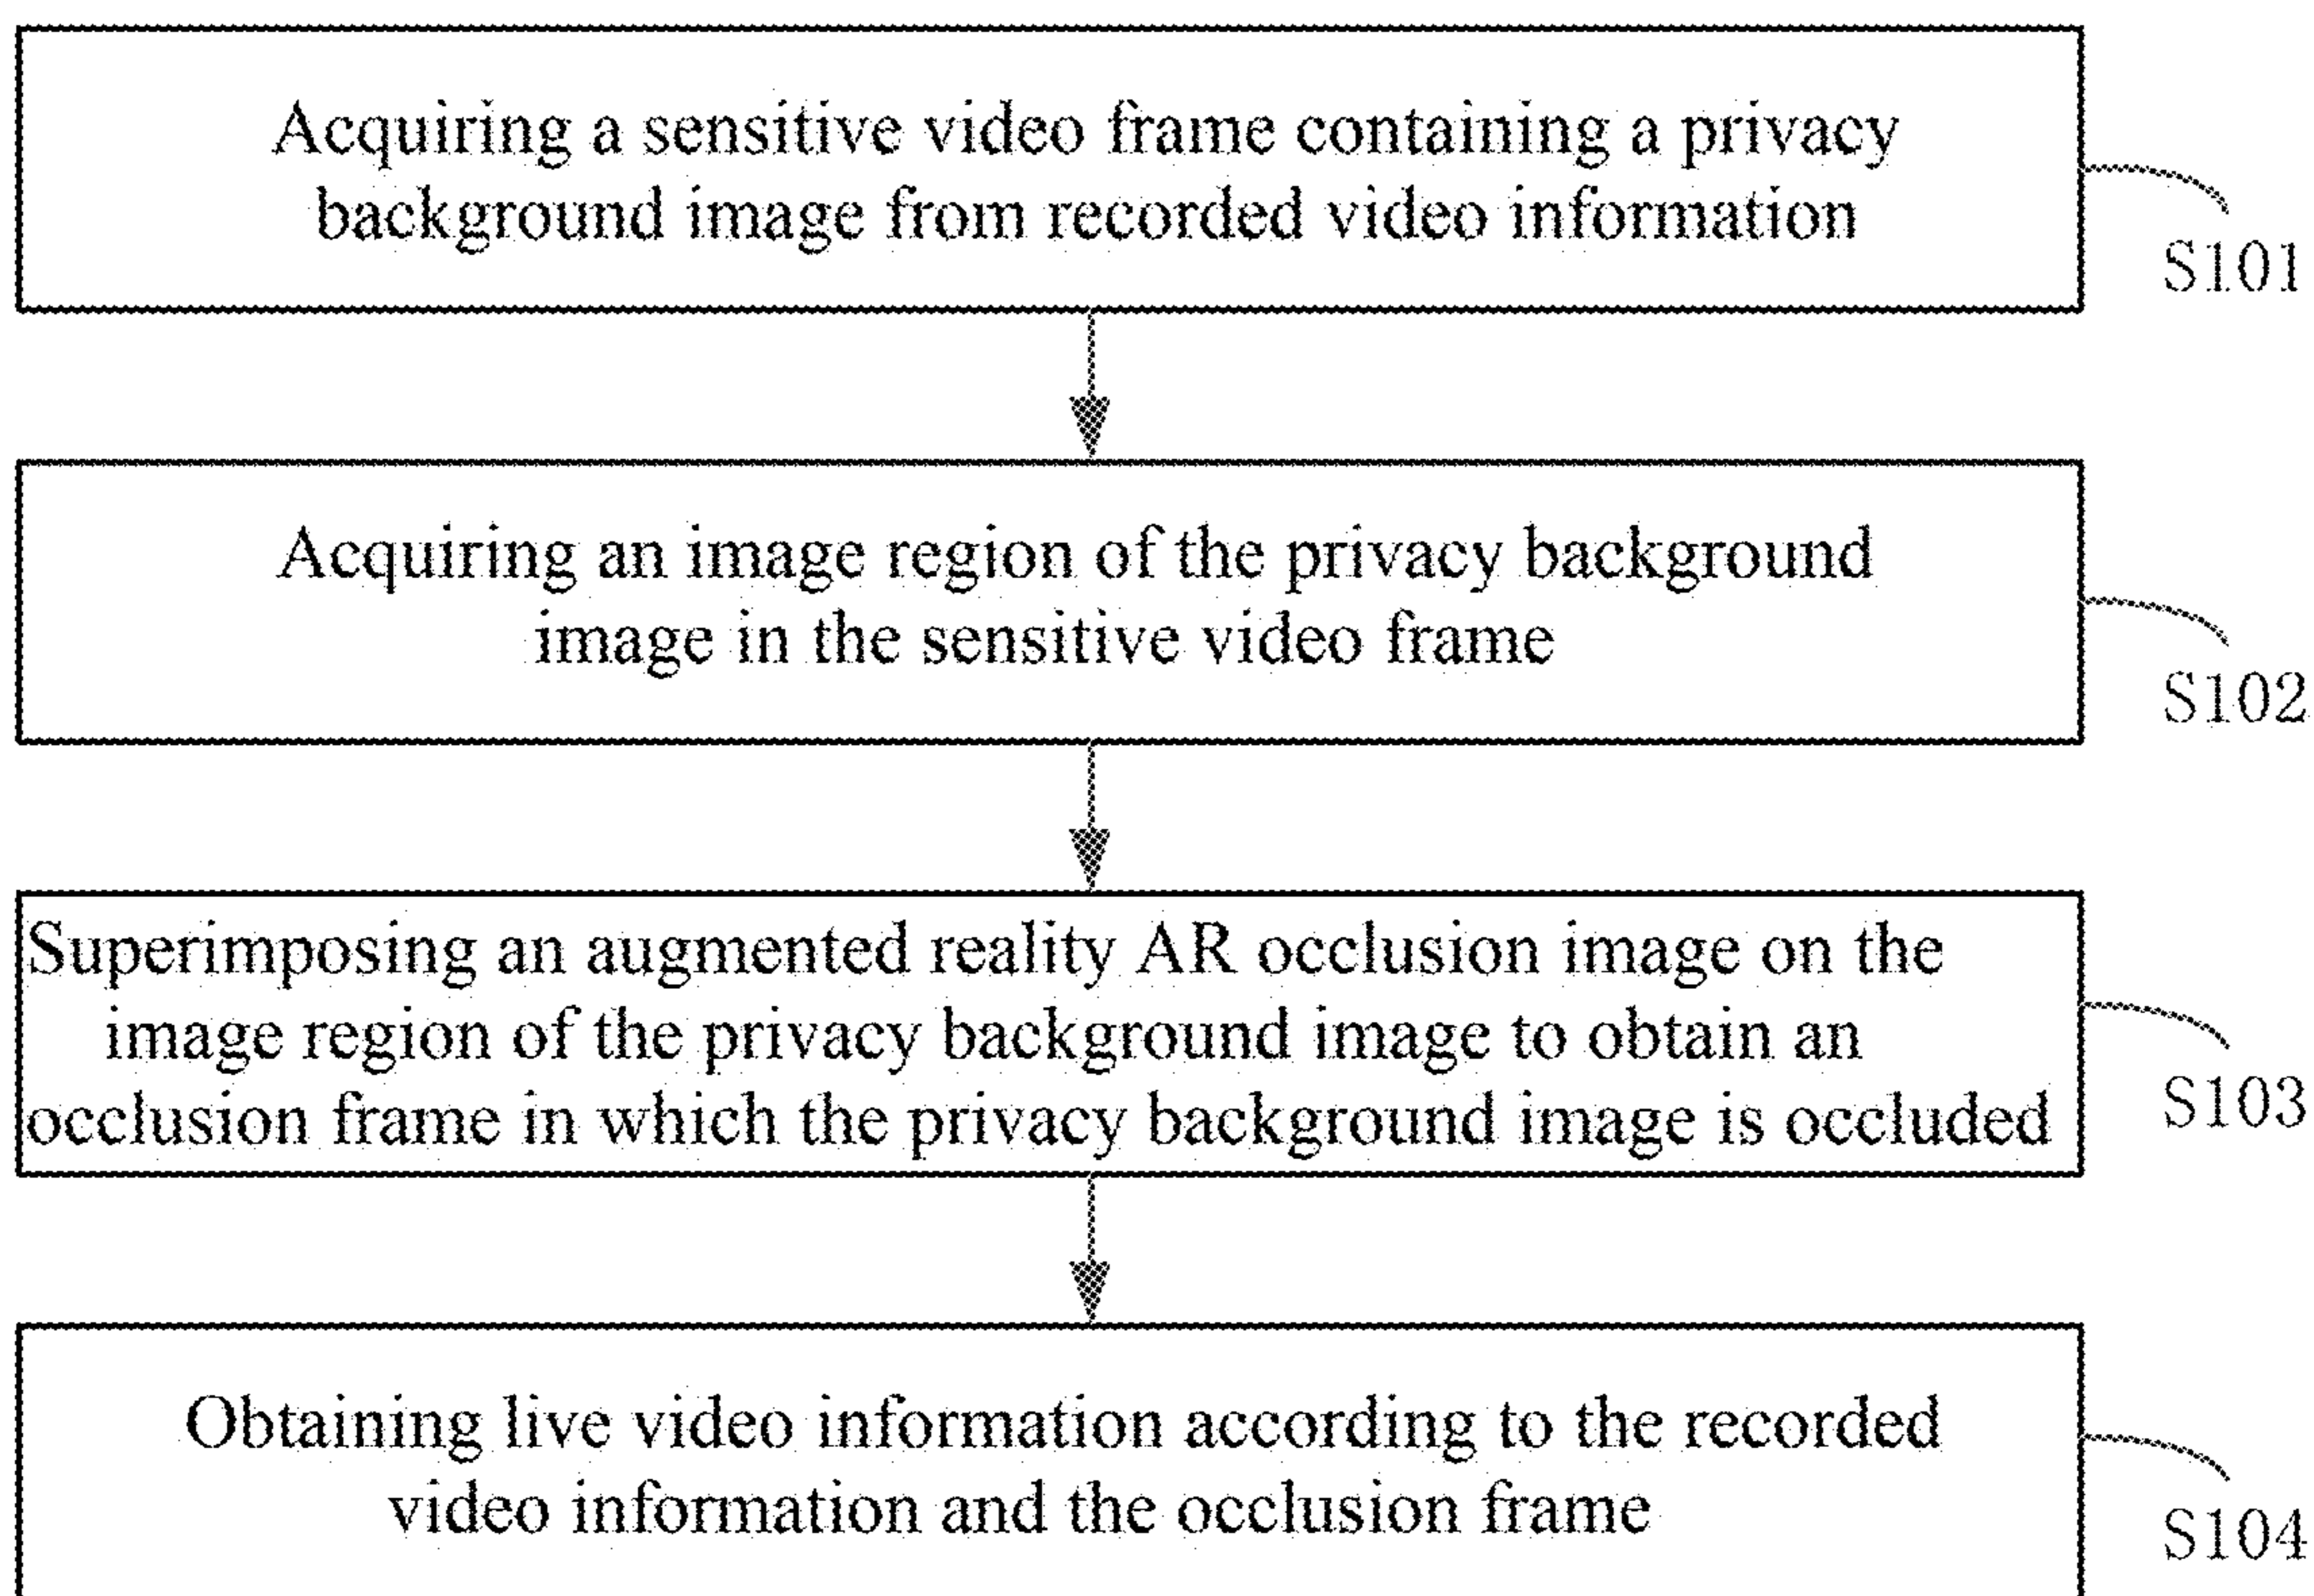 Acquiring a sensitive video frame containing a privacy
background image from recorded video information
S101
Acquiring an image region of the privacy background
image in the sensitive video frame
S102
Superimposing an augmented reality AR occlusion image on the
image region of the privacy background image to obtain an
occlusion frame in which the privacy background image is occluded
S103
Obtaining live video information according to the recorded
video information and the occlusion frame
S104